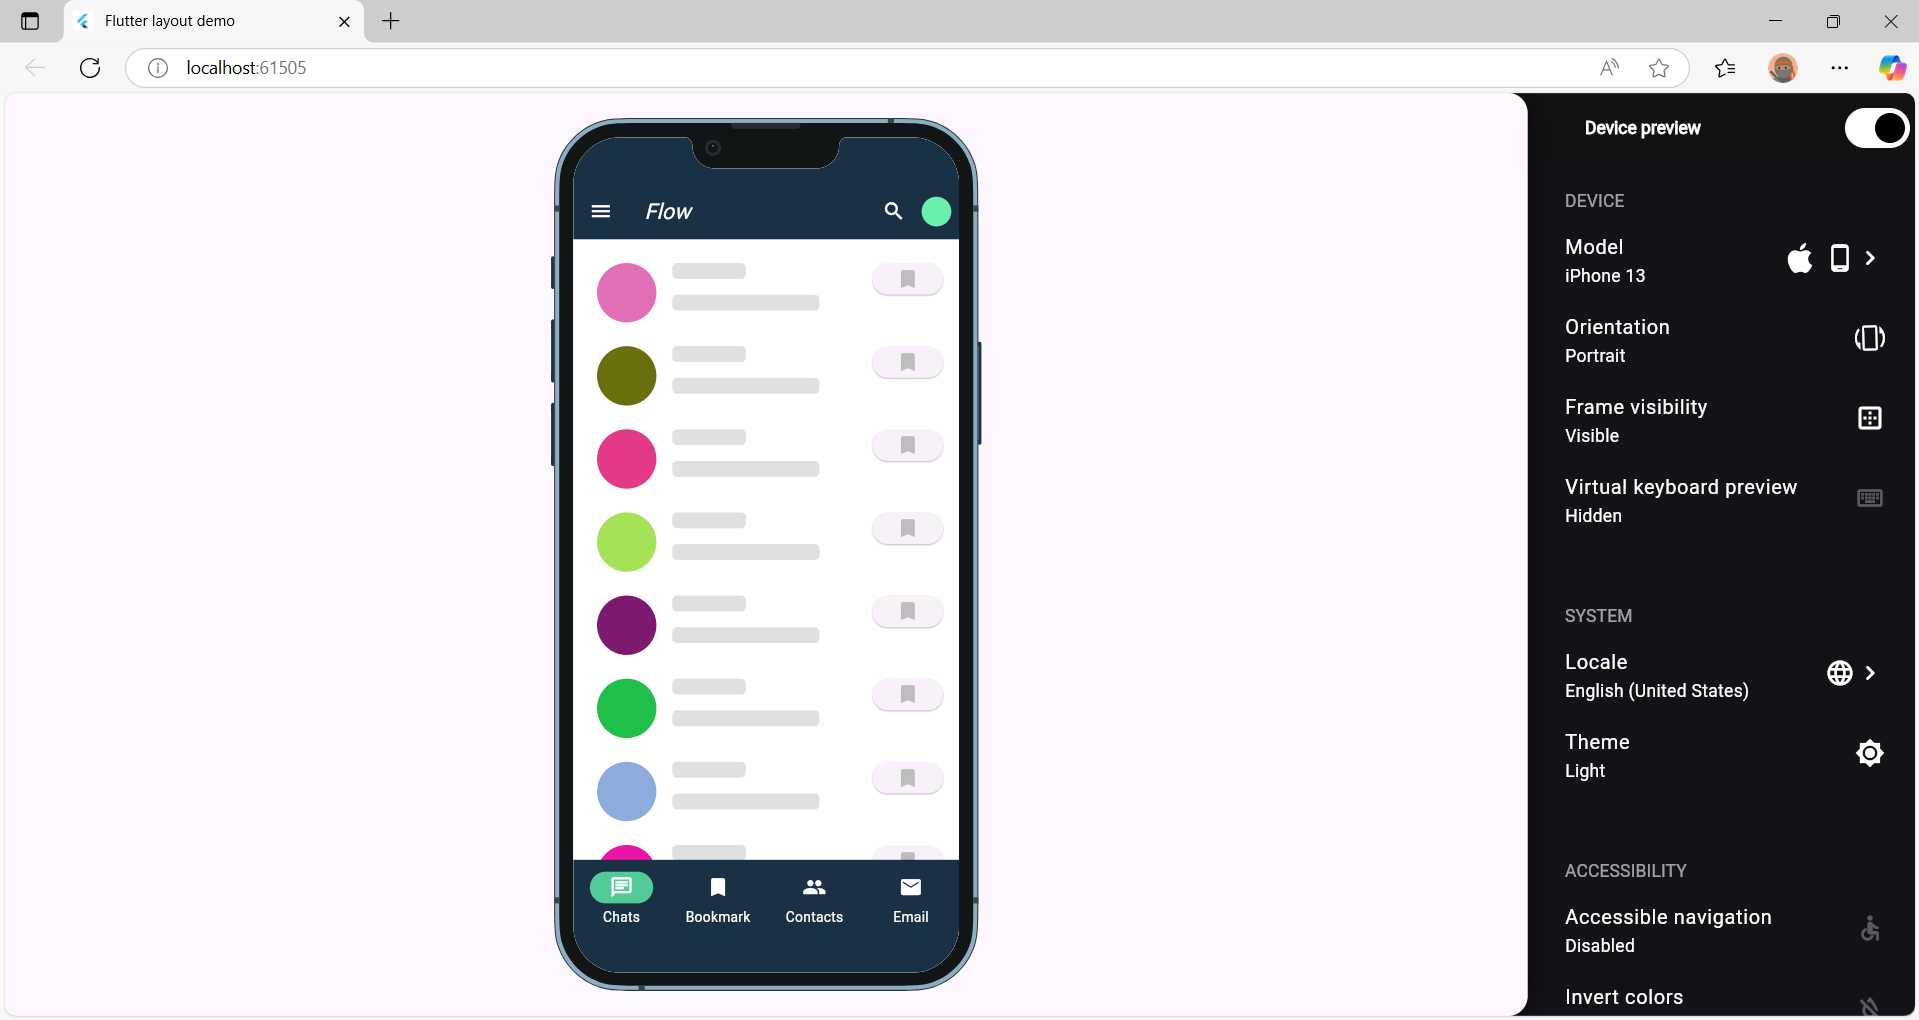 Flutter layout demo
localhost:61505
Flow
Chats
Bookmark
Contacts
Email
Device preview
DEVICE
Model
iPhone 13
Orientation
Portrait
Frame visibility
Visible
Virtual keyboard preview
Hidden
SYSTEM
Locale
English (United States)
Theme
Light
ACCESSIBILITY
Accessible navigation
Disabled
Invert colors